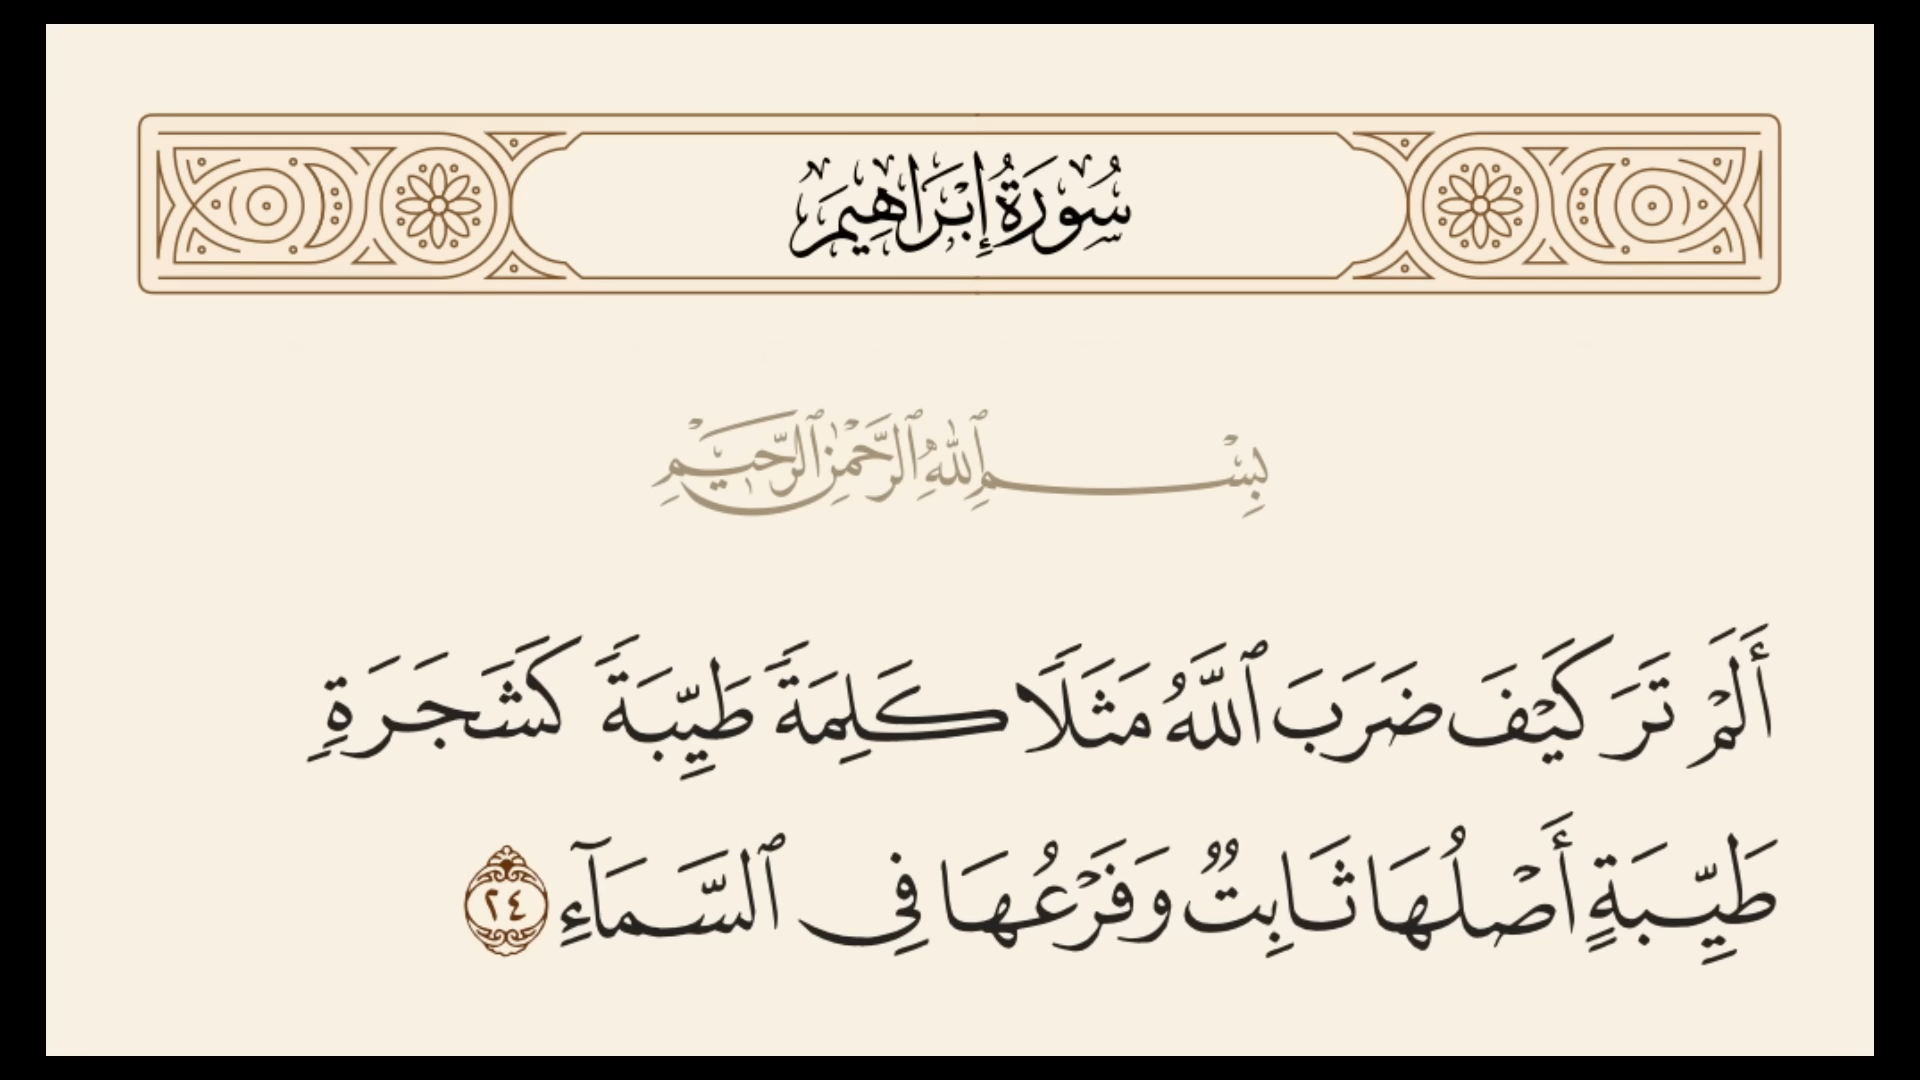 سُورَةُ إِبْرَاهِيمَ
بِسْمِ ٱللَّهِ ٱلرَّحْمَٰنِ ٱلرَّحِيمِ
أَلَمْ تَرَ كَيْفَ ضَرَبَ ٱللَّهُ مَثَلًا كَلِمَةً طَيِّبَةً كَشَجَرَةٍ
طَيِّبَةٍ أَصْلُهَا ثَابِتٌ وَفَرْعُهَا فِى ٱلسَّمَآءِ ٢٤